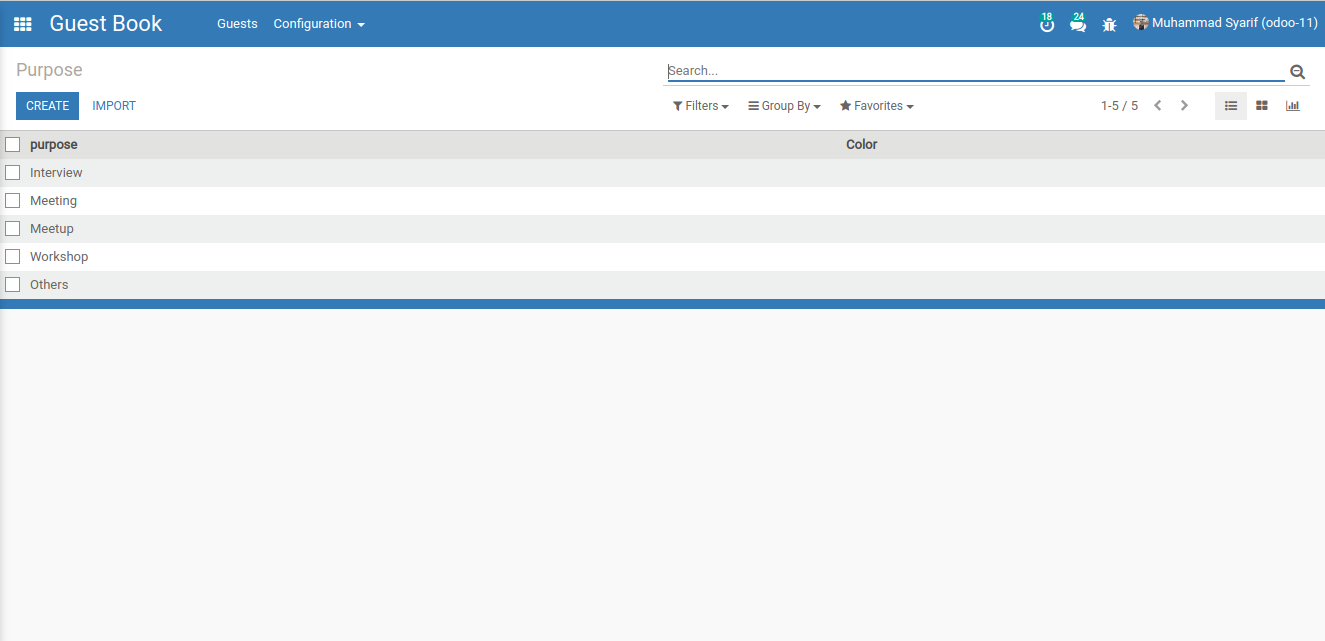 Guest Book Guests Configuration 18 24 Muhammad Syarif (odoo-11)
Purpose
Search...
CREATE IMPORT
Filters Group By Favorites 1-5 / 5
purpose Color
Interview
Meeting
Meetup
Workshop
Others